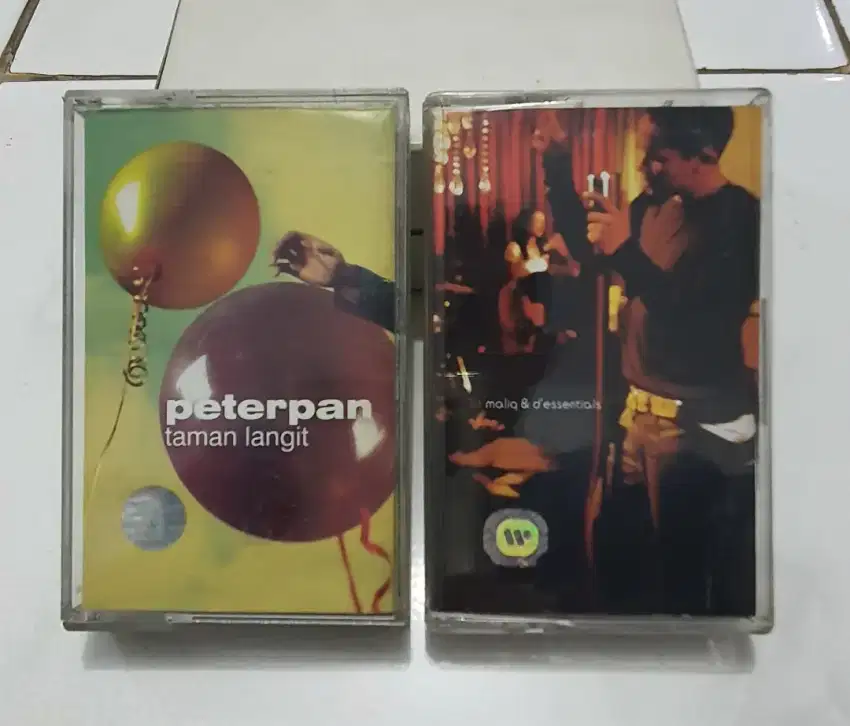 peterpan
taman langit
maliq & d'essentials